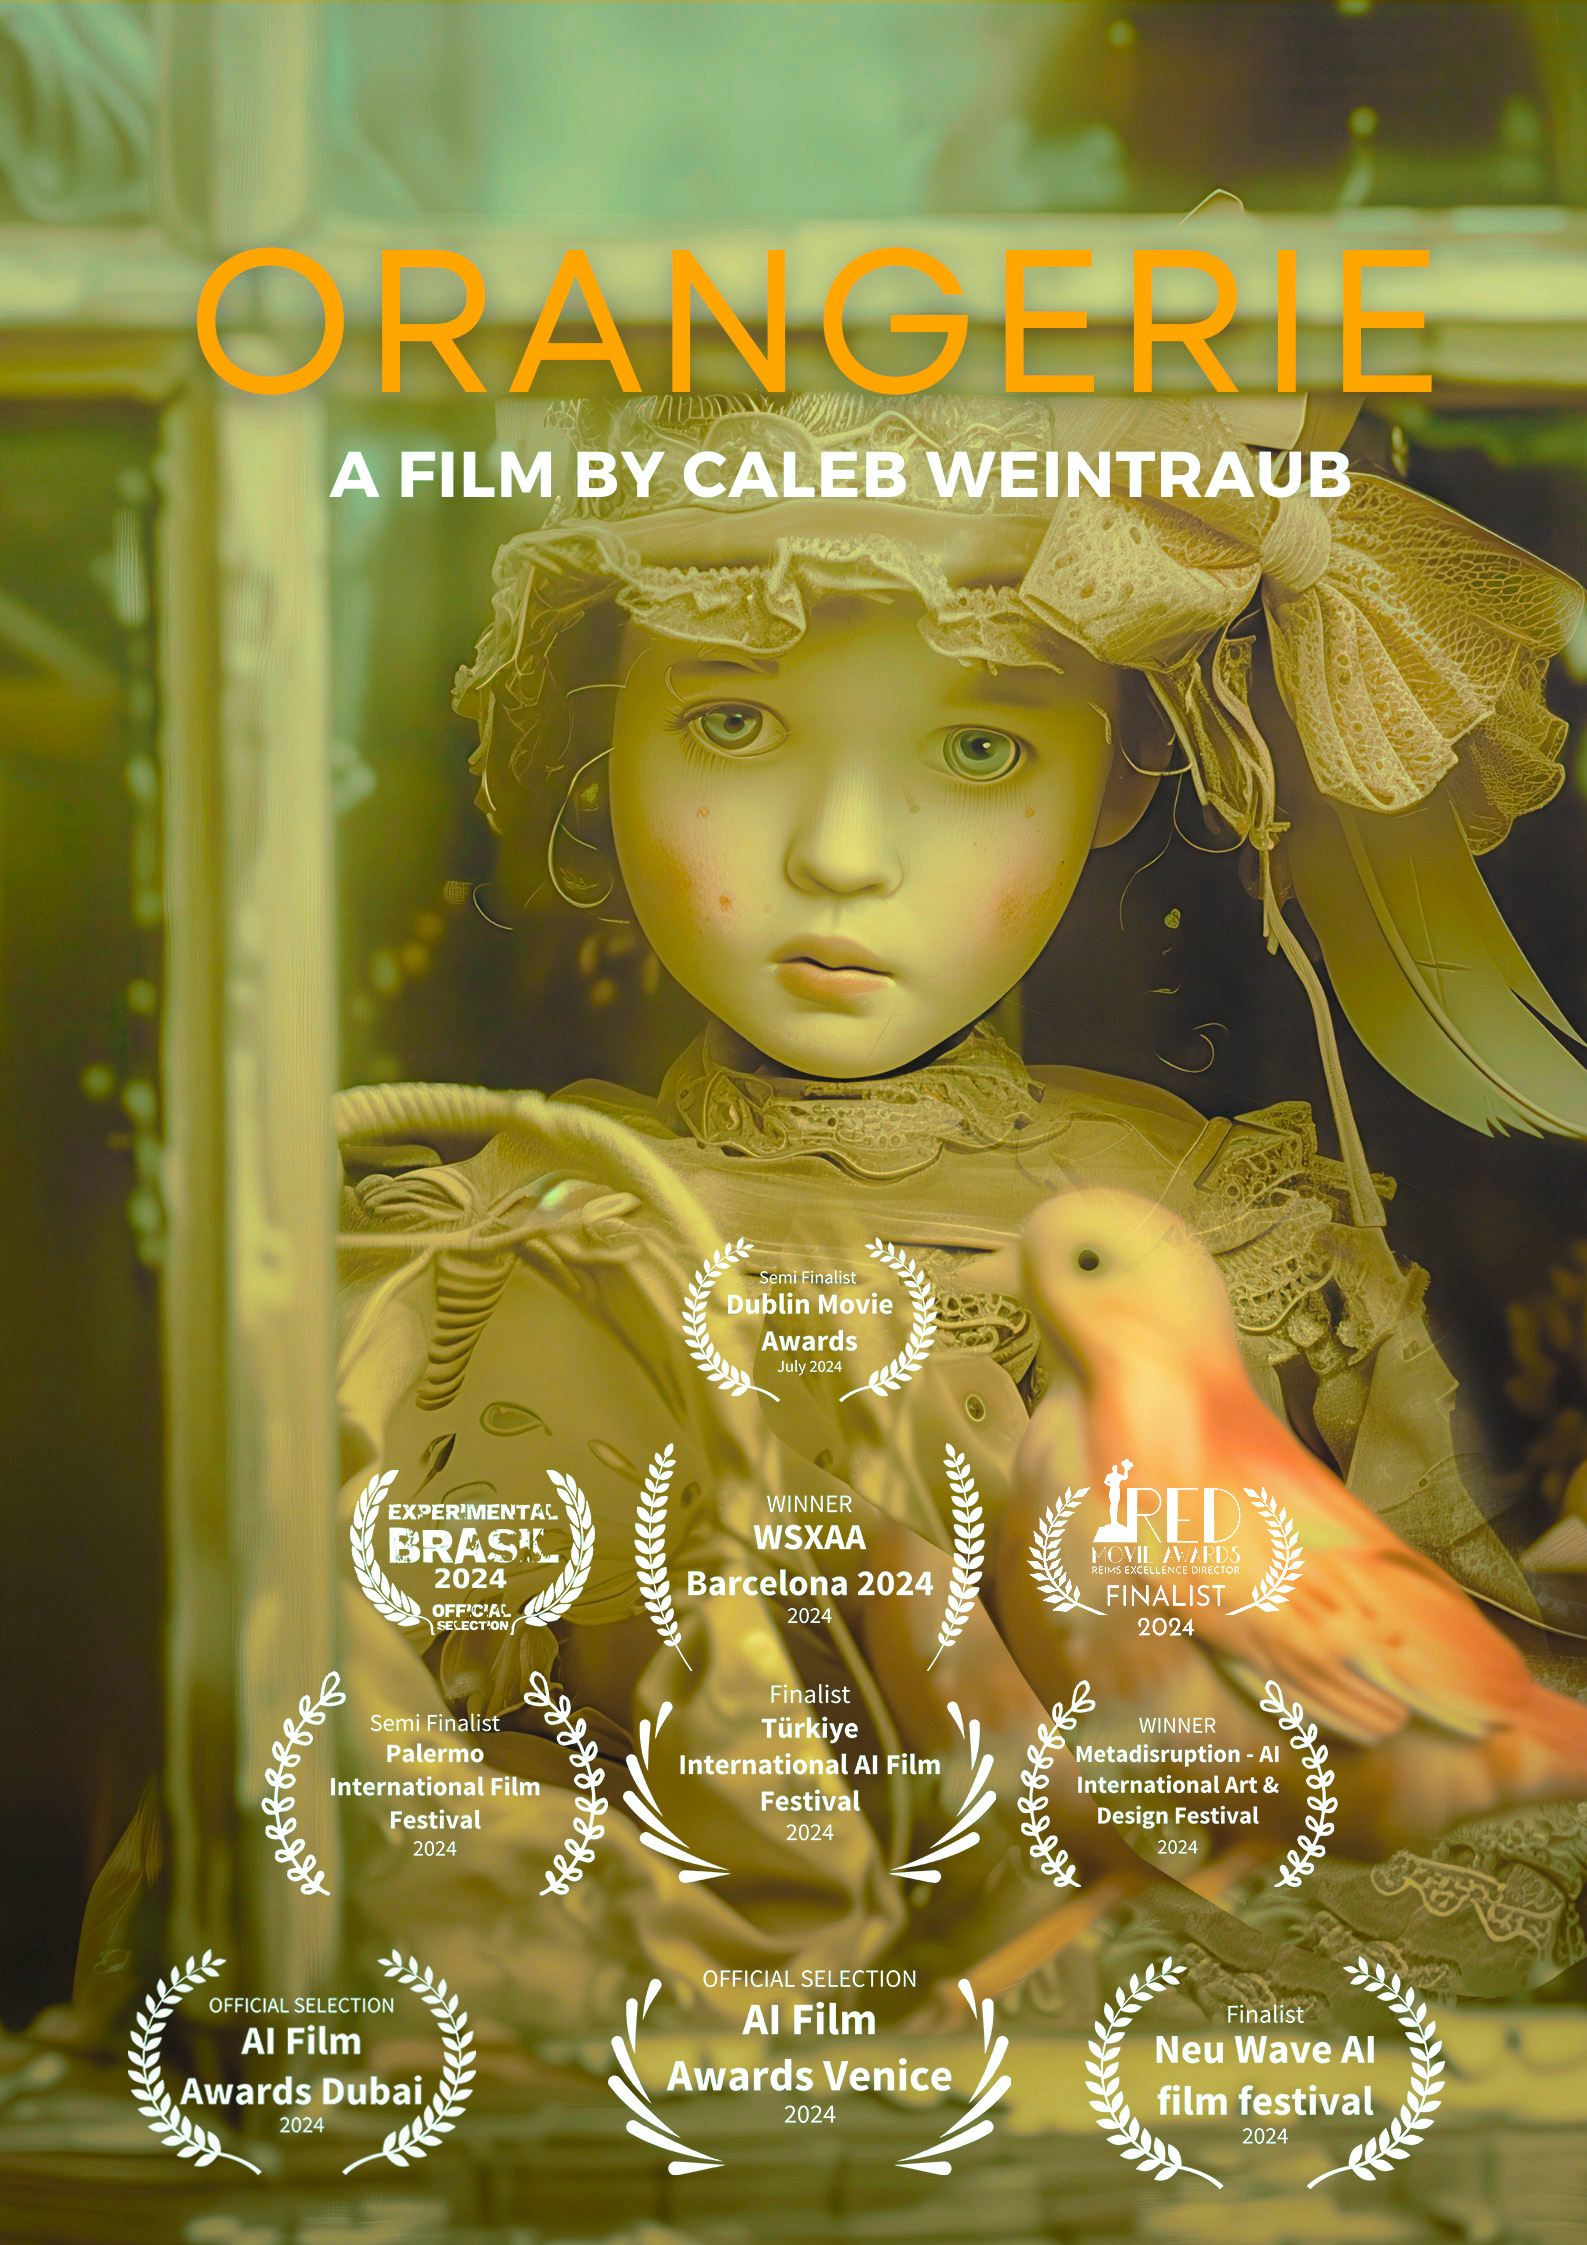 ORANGERIE
A FILM BY CALEB WEINTRAUB
Semi Finalist
Dublin Movie
Awards
July 2024
EXPERIMENTAL
BRASIL
2024
OFFICIAL
SELECTION
WINNER
WSXAA
Barcelona 2024
2024
RED
MOVIE AWARDS
REIMS EXCELLENCE DIRECTOR
FINALIST
2024
Semi Finalist
Palermo
International Film
Festival
2024
Finalist
Türkiye
International AI Film
Festival
2024
WINNER
Metadisruption - AI
International Art &
Design Festival
2024
OFFICIAL SELECTION
AI Film
Awards Dubai
2024
OFFICIAL SELECTION
AI Film
Awards Venice
2024
Finalist
Neu Wave AI
film festival
2024